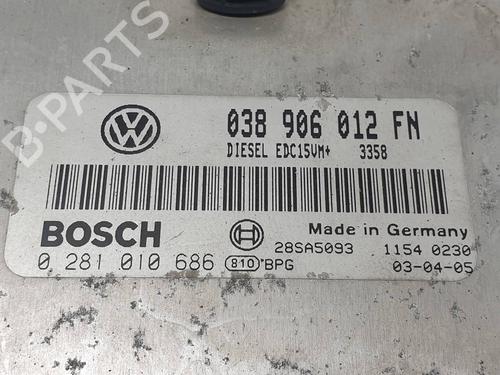 B-PARTS
038 906 012 FN
DIESEL EDC15VM+ 3358
BOSCH
Made in Germany
28SA5093 1154 0230
0 281 010 686 810 BPG 03-04-05